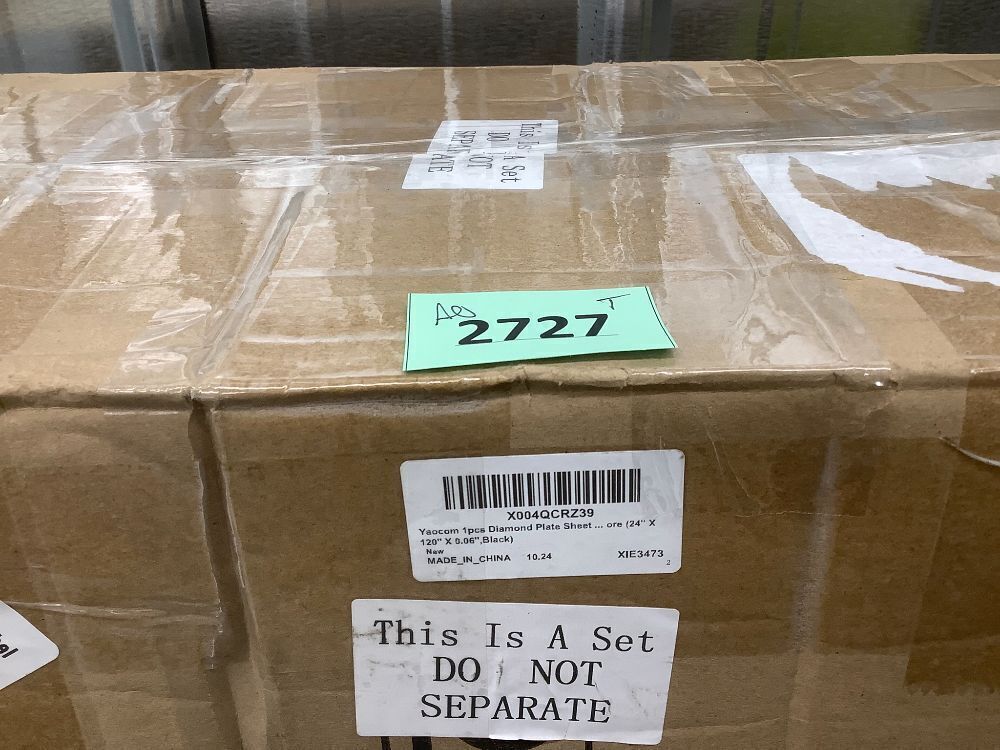 This Is A Set
DO NOT
SEPARATE
T
2727
X004QCRZ39
Yaocom 1pcs Diamond Plate Sheet ... ore (24" X
120" X 0.06",Black)
New
MADE_IN_CHINA 10.24 XIE3473
2
This Is A Set
DO NOT
SEPARATE